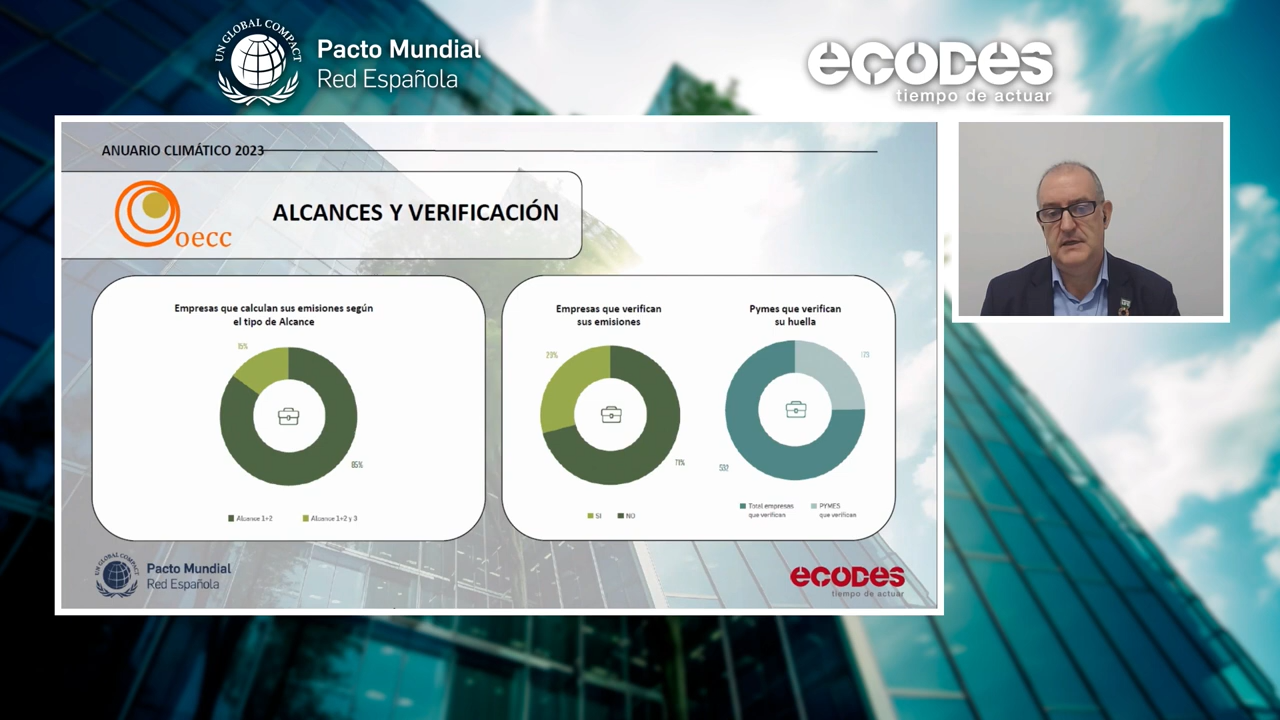 UN GLOBAL COMPACT
Pacto Mundial
Red Española
ecodes
tiempo de actuar
ANUARIO CLIMÁTICO 2023
oecc
ALCANCES Y VERIFICACIÓN
Empresas que calculan sus emisiones según
el tipo de Alcance
15%
85%
Alcance 1+2
Alcance 1+2 y 3
Empresas que verifican
sus emisiones
29%
71%
SI
NO
Pymes que verifican
su huella
532
Total empresas
que verifican
PYMES
que verifican
UN GLOBAL COMPACT
Pacto Mundial
Red Española
ecodes
tiempo de actuar